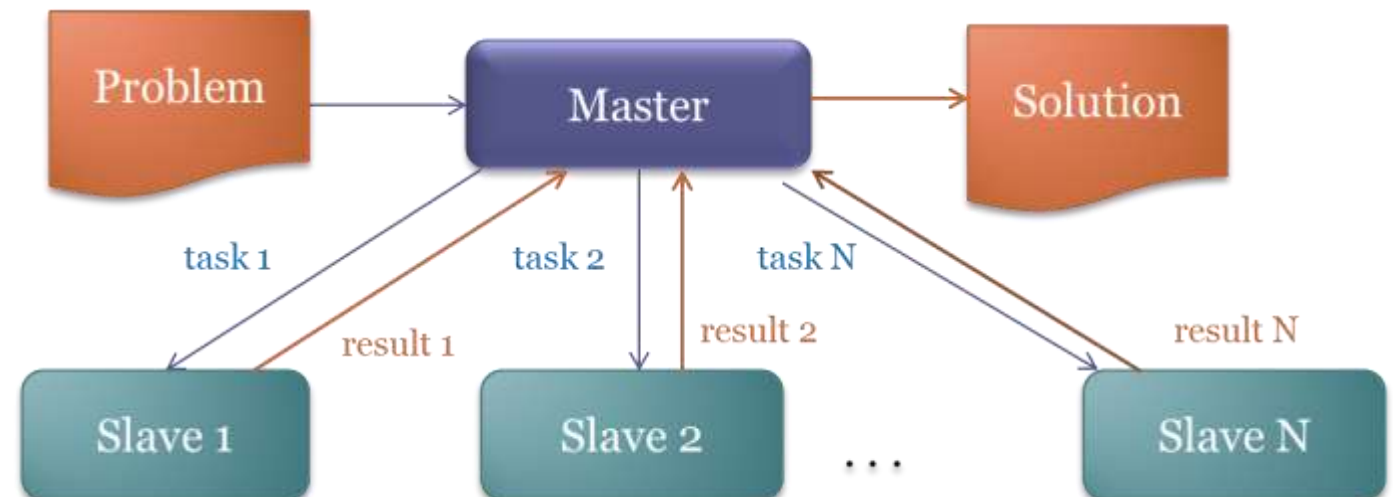 Problem
Master
Solution
task 1
task 2
task N
result 1
result 2
result N
Slave 1
Slave 2
...
Slave N